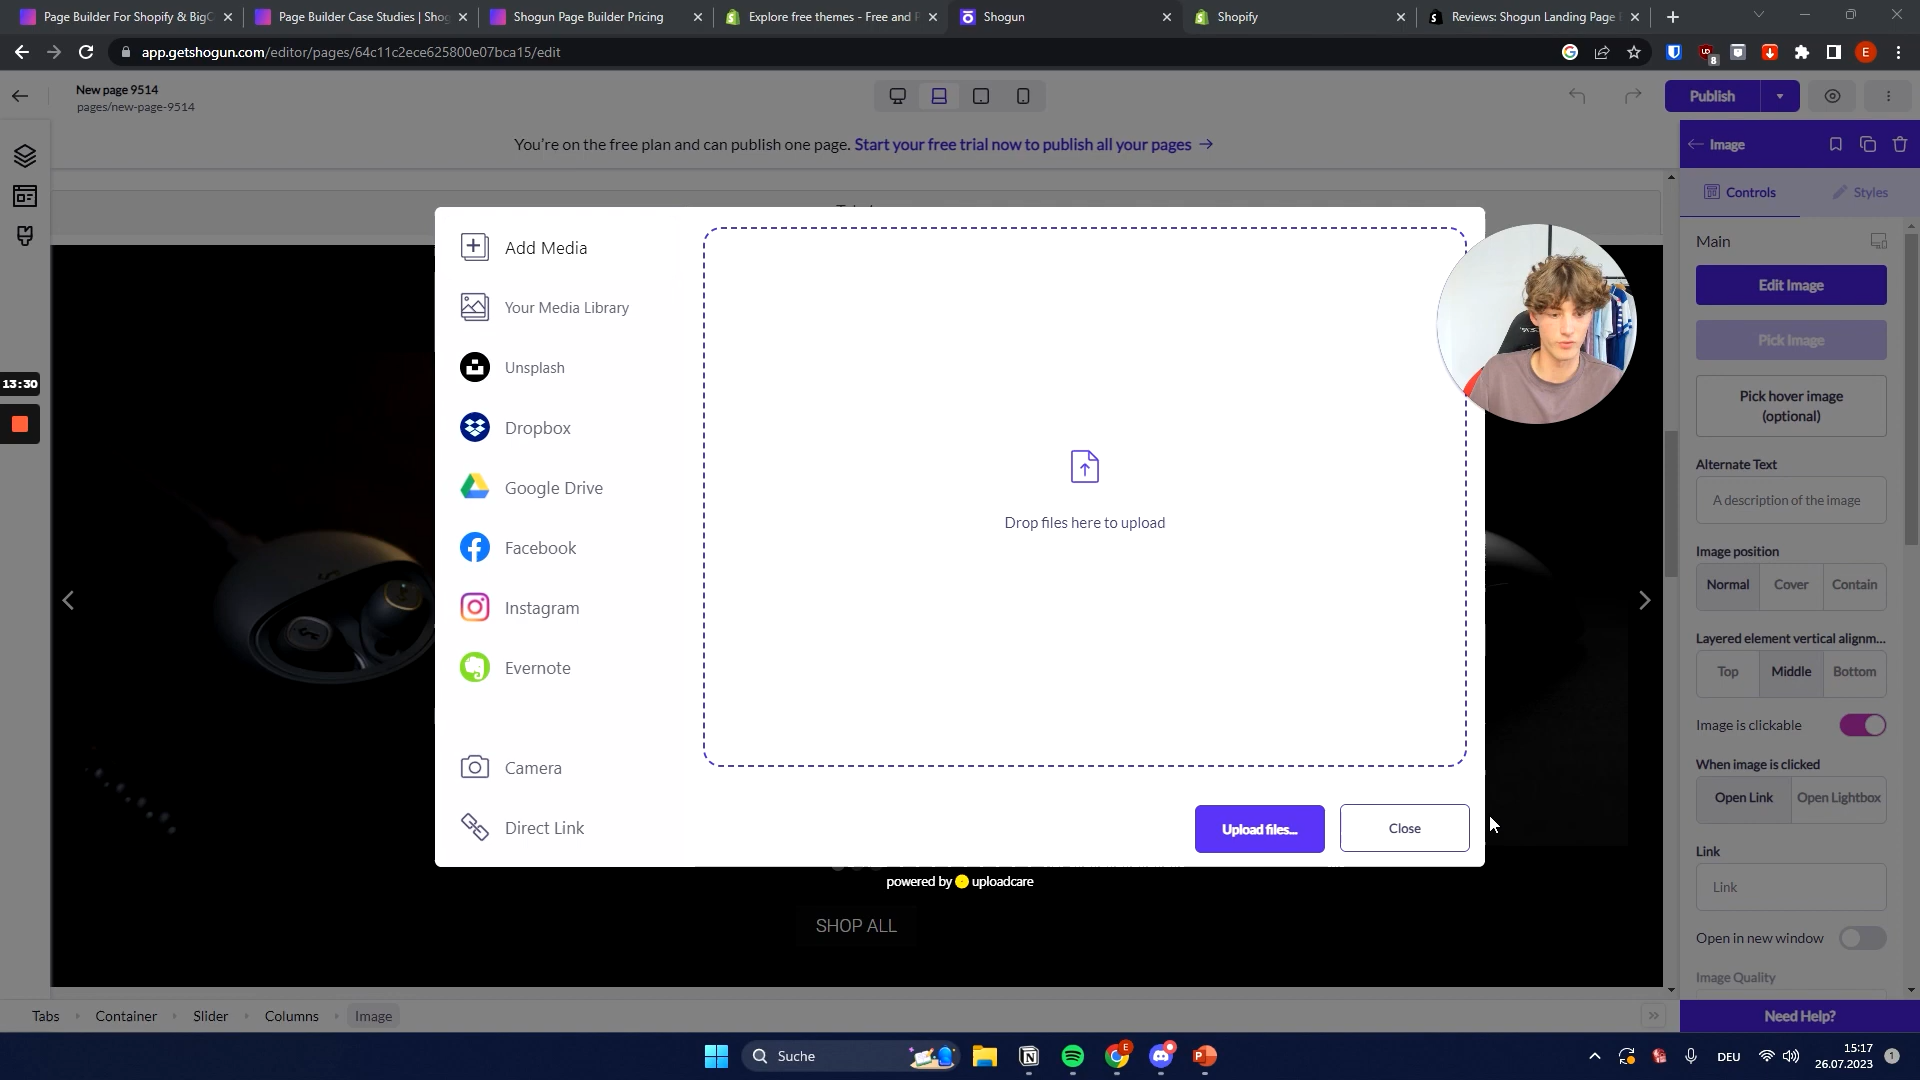 Page Builder For Shopify & BigC
Page Builder Case Studies | Shog
Shogun Page Builder Pricing
Explore free themes - Free and P
Shogun
Shopify
Reviews: Shogun Landing Page
app.getshogun.com/editor/pages/64c11c2ece625800e07bca15/edit
8
E
New page 9514
pages/new-page-9514
Publish
You're on the free plan and can publish one page. Start your free trial now to publish all your pages →
Image
Controls
Styles
Main
Edit Image
Pick Image
Pick hover image
(optional)
Alternate Text
A description of the image
Image position
Normal
Cover
Contain
Layered element vertical alignm...
Top
Middle
Bottom
Image is clickable
When image is clicked
Open Link
Open Lightbox
Link
Link
Open in new window
Image Quality
Need Help?
13:30
Add Media
Your Media Library
Unsplash
Dropbox
Google Drive
Facebook
Instagram
Evernote
Camera
Direct Link
Drop files here to upload
Upload files...
Close
powered by uploadcare
SHOP ALL
Tabs
Container
Slider
Columns
Image
Suche
E
DEU
15:17
26.07.2023
1